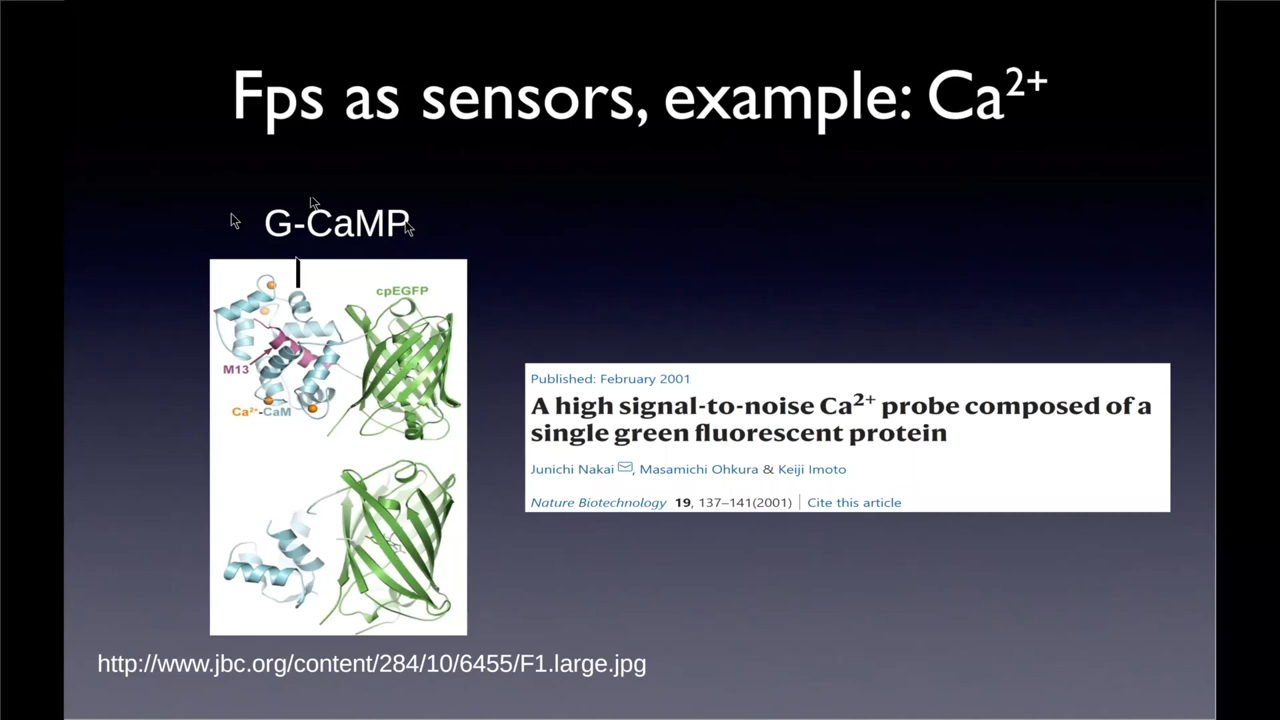 Fps as sensors, example: Ca²⁺
G-CaMP
cpEGFP
M13
Ca²⁺-CaM
Published: February 2001
A high signal-to-noise Ca²⁺ probe composed of a
single green fluorescent protein
Junichi Nakai, Masamichi Ohkura & Keiji Imoto
Nature Biotechnology 19, 137–141(2001) | Cite this article
http://www.jbc.org/content/284/10/6455/F1.large.jpg